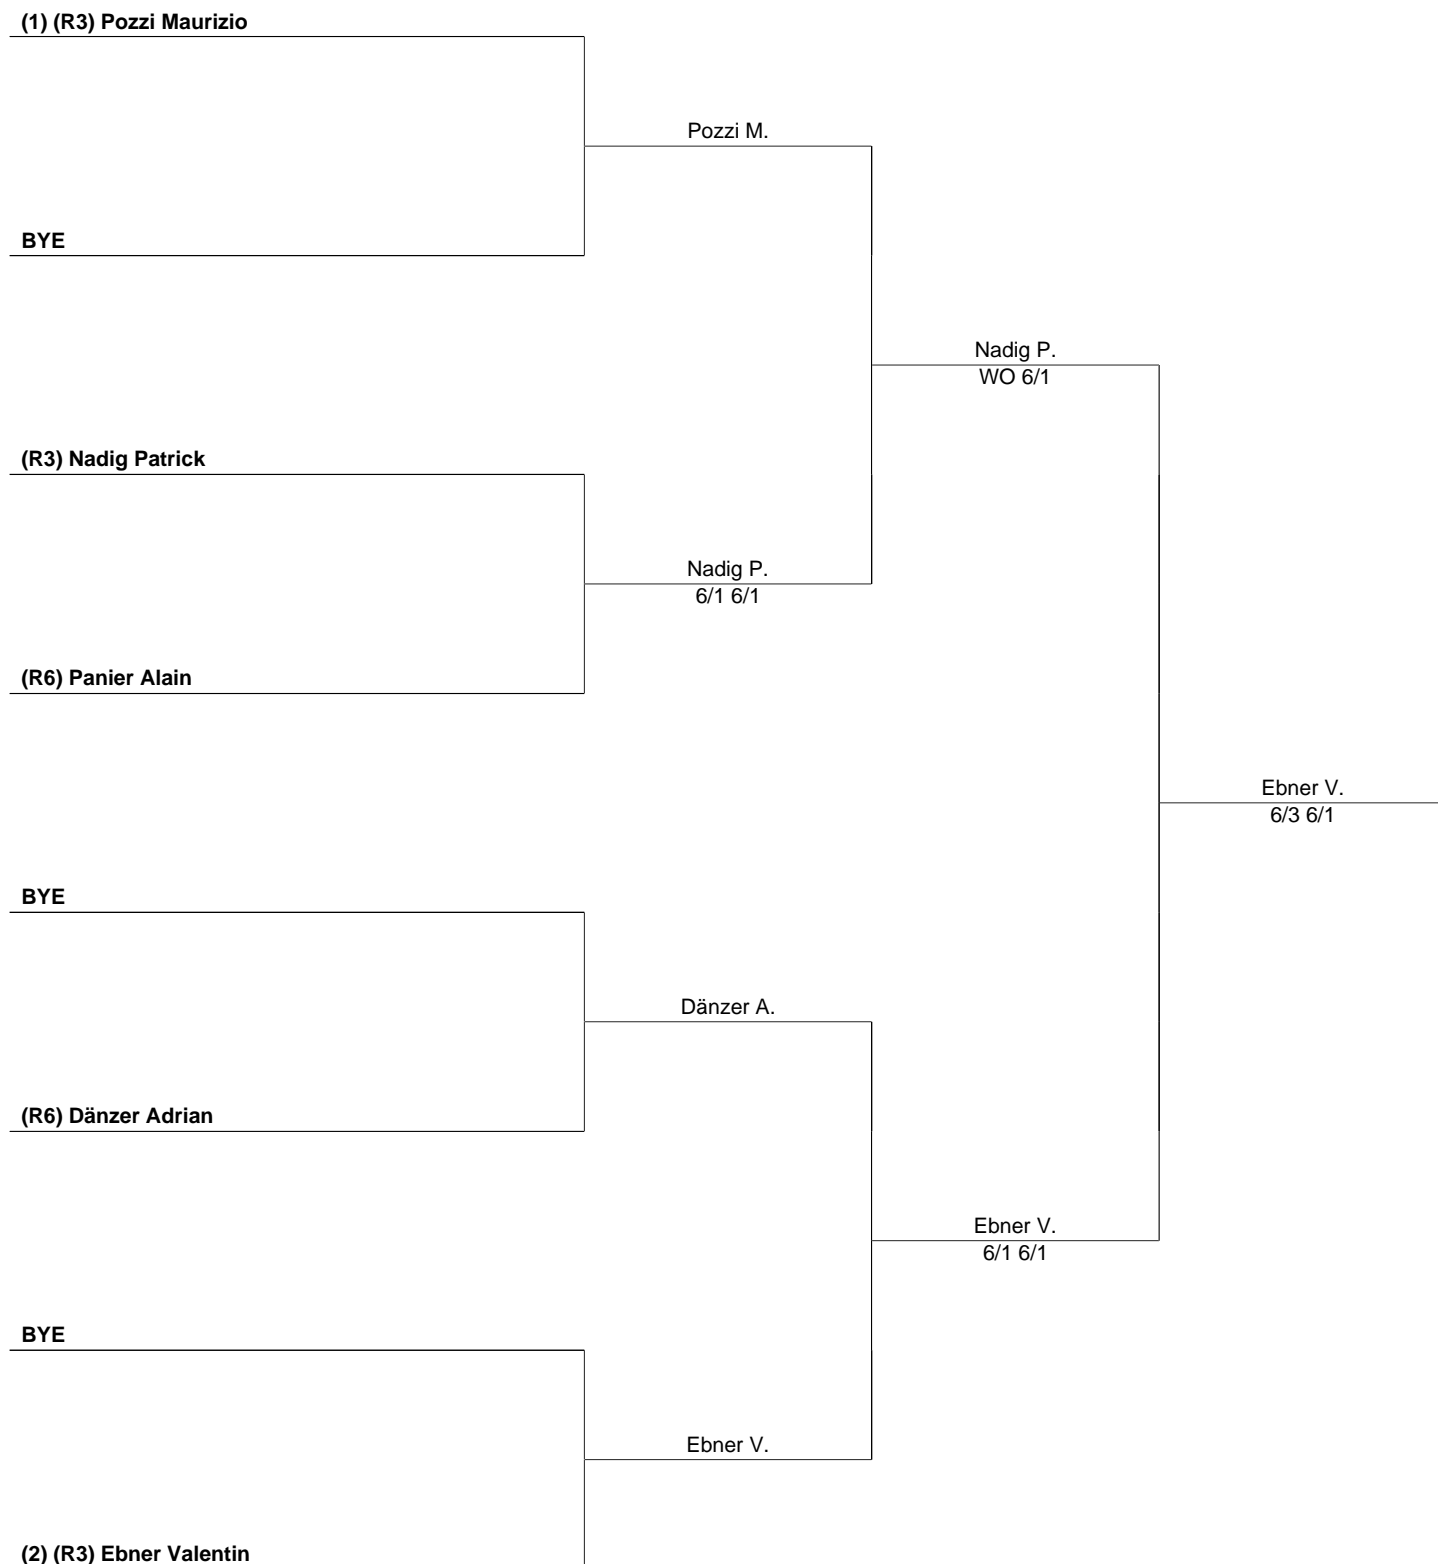 (1) (R3) Pozzi Maurizio
Pozzi M.
BYE
Nadig P.
WO 6/1
(R3) Nadig Patrick
Nadig P.
6/1 6/1
(R6) Panier Alain
Ebner V.
6/3 6/1
BYE
Dänzer A.
(R6) Dänzer Adrian
Ebner V.
6/1 6/1
BYE
Ebner V.
(2) (R3) Ebner Valentin